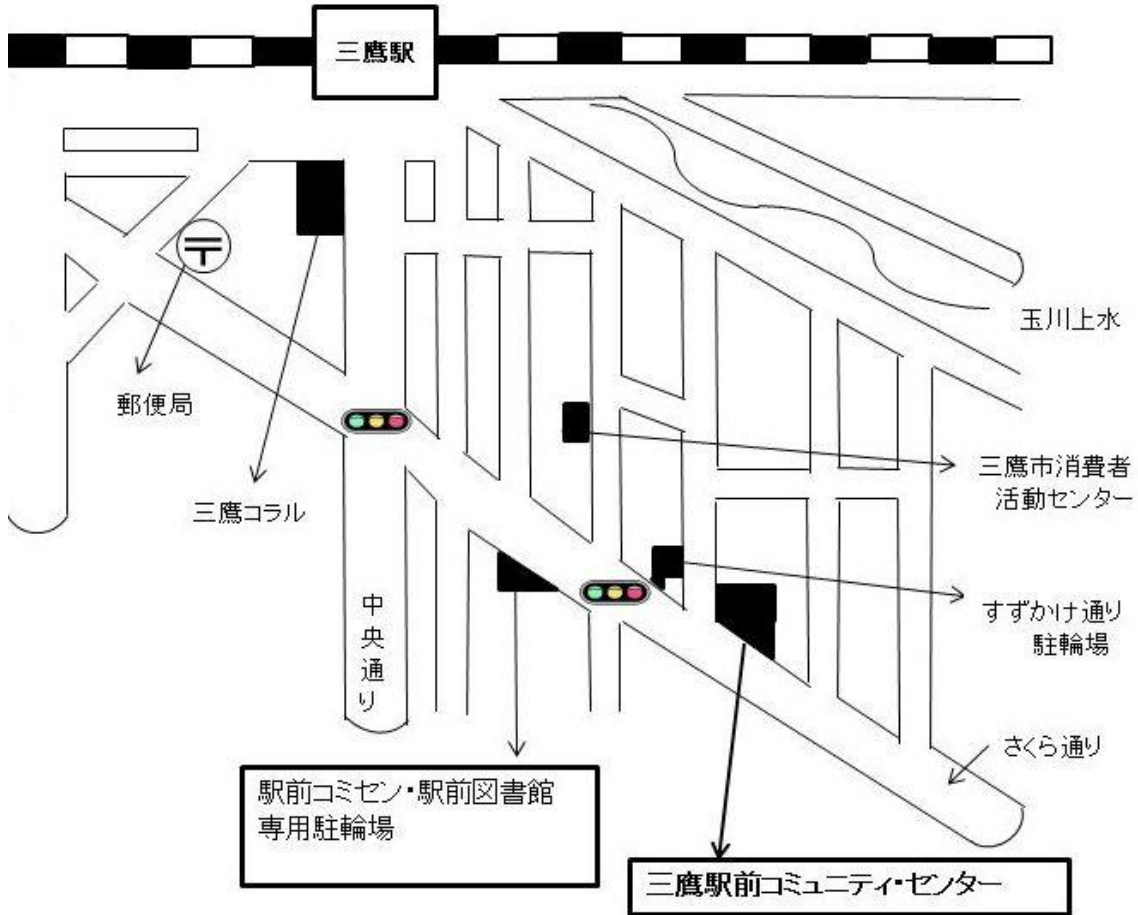 三鷹駅
〒
玉川上水
郵便局
三鷹コラル
三鷹市消費者
活動センター
すずかけ通り
駐輪場
中央通り
さくら通り
駅前コミセン・駅前図書館
専用駐輪場
三鷹駅前コミュニティ・センター